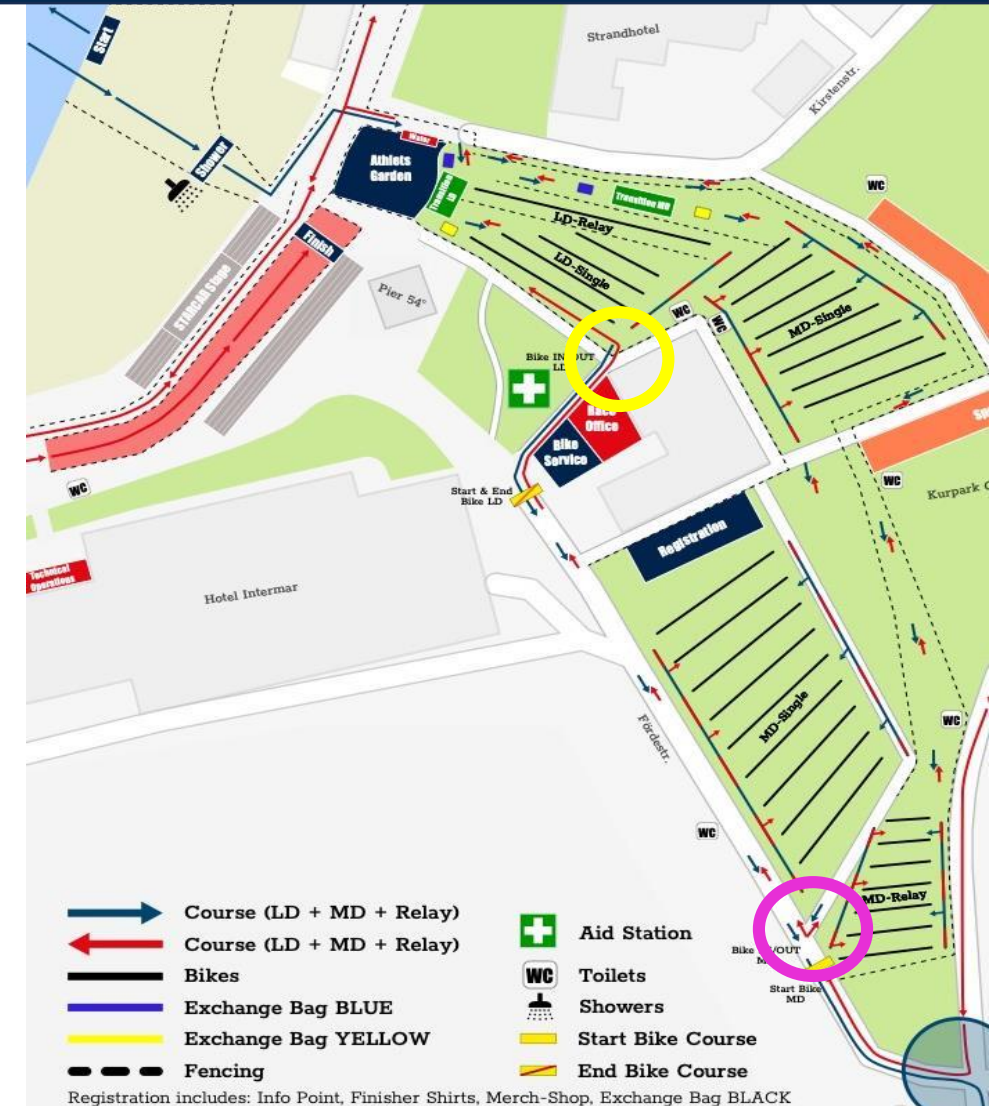 Start
Strandhotel
Kirstenstr.
Shower
Water
Athlets
Garden
WC
Transition
LD
Transition MD
LD-Relay
Finish
LD-Single
STARCAR Stage
Pier 54°
WC
WC
MD-Single
Bike IN/OUT
LD
Race
Office
Bike
Service
WC
WC
Kurpark
Start & End
Bike LD
Registration
Technical
Operations
Hotel Intermar
MD-Single
Fördestr.
WC
WC
MD-Relay
Bike IN/OUT
Start Bike
MD
Course (LD + MD + Relay)
Course (LD + MD + Relay)
Bikes
Exchange Bag BLUE
Exchange Bag YELLOW
Fencing
Aid Station
WC
Toilets
Showers
Start Bike Course
End Bike Course
Registration includes: Info Point, Finisher Shirts, Merch-Shop, Exchange Bag BLACK